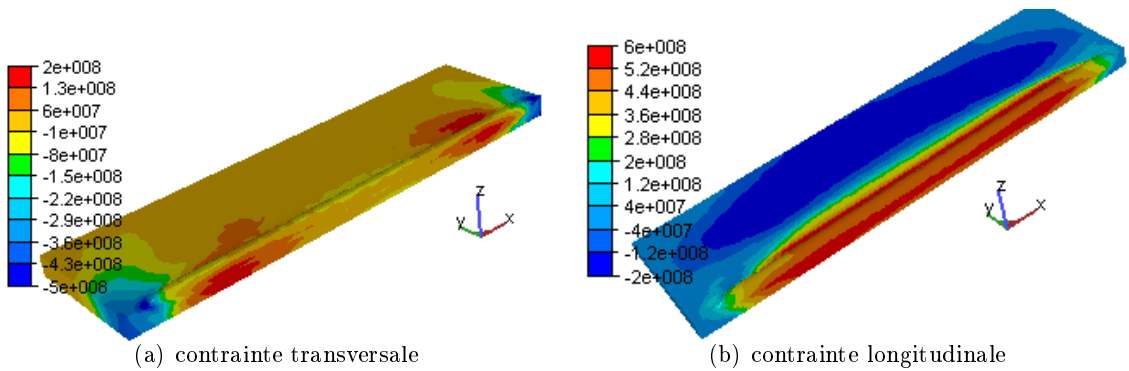 2e+008
1.3e+008
6e+007
-1e+007
-8e+007
-1.5e+008
-2.2e+008
-2.9e+008
-3.6e+008
-4.3e+008
-5e+008
z
y
x
(a) contrainte transversale
6e+008
5.2e+008
4.4e+008
3.6e+008
2.8e+008
2e+008
1.2e+008
4e+007
-4e+007
-1.2e+008
-2e+008
z
y
x
(b) contrainte longitudinale